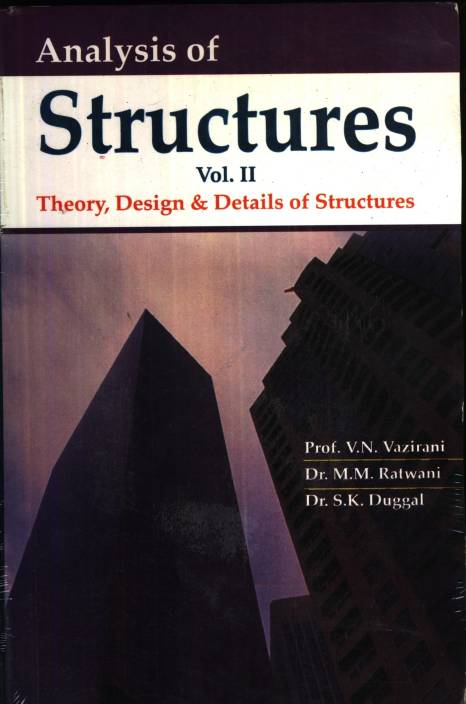 Analysis of
Structures
Vol. II
Theory, Design & Details of Structures
Prof. V.N. Vazirani
Dr. M.M. Ratwani
Dr. S.K. Duggal